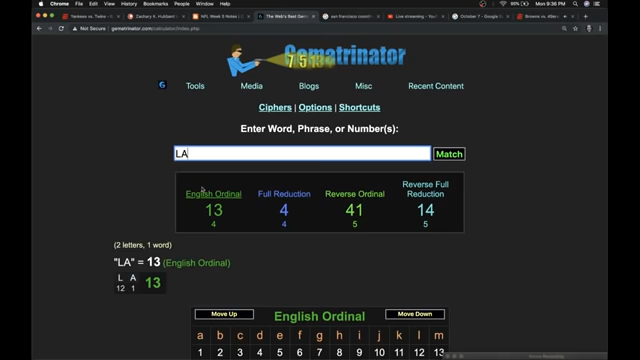 Chrome File Edit View History Bookmarks People Window Help
95% Mon 9:36 PM
Yankees vs. Twins
Zachary K. Hubbard
NFL Week 5 Notes
The Web's Best Gem
san francisco
Live streaming
October 7 - Google
Browns vs. 49ers
Not Secure gematrinator.com/calculator/index.php
Gematrinator
Tools Media Blogs Misc Recent Content
Ciphers | Options | Shortcuts
Enter Word, Phrase, or Number(s):
LA Match
English Ordinal Full Reduction Reverse Ordinal Reverse Full Reduction
13 4 41 14
4 4 5 5
(2 letters, 1 word)
"LA" = 13 (English Ordinal)
L A 13
12 1
Move Up English Ordinal Move Down
a b c d e f g h i j k l m
1 2 3 4 5 6 7 8 9 10 11 12 13